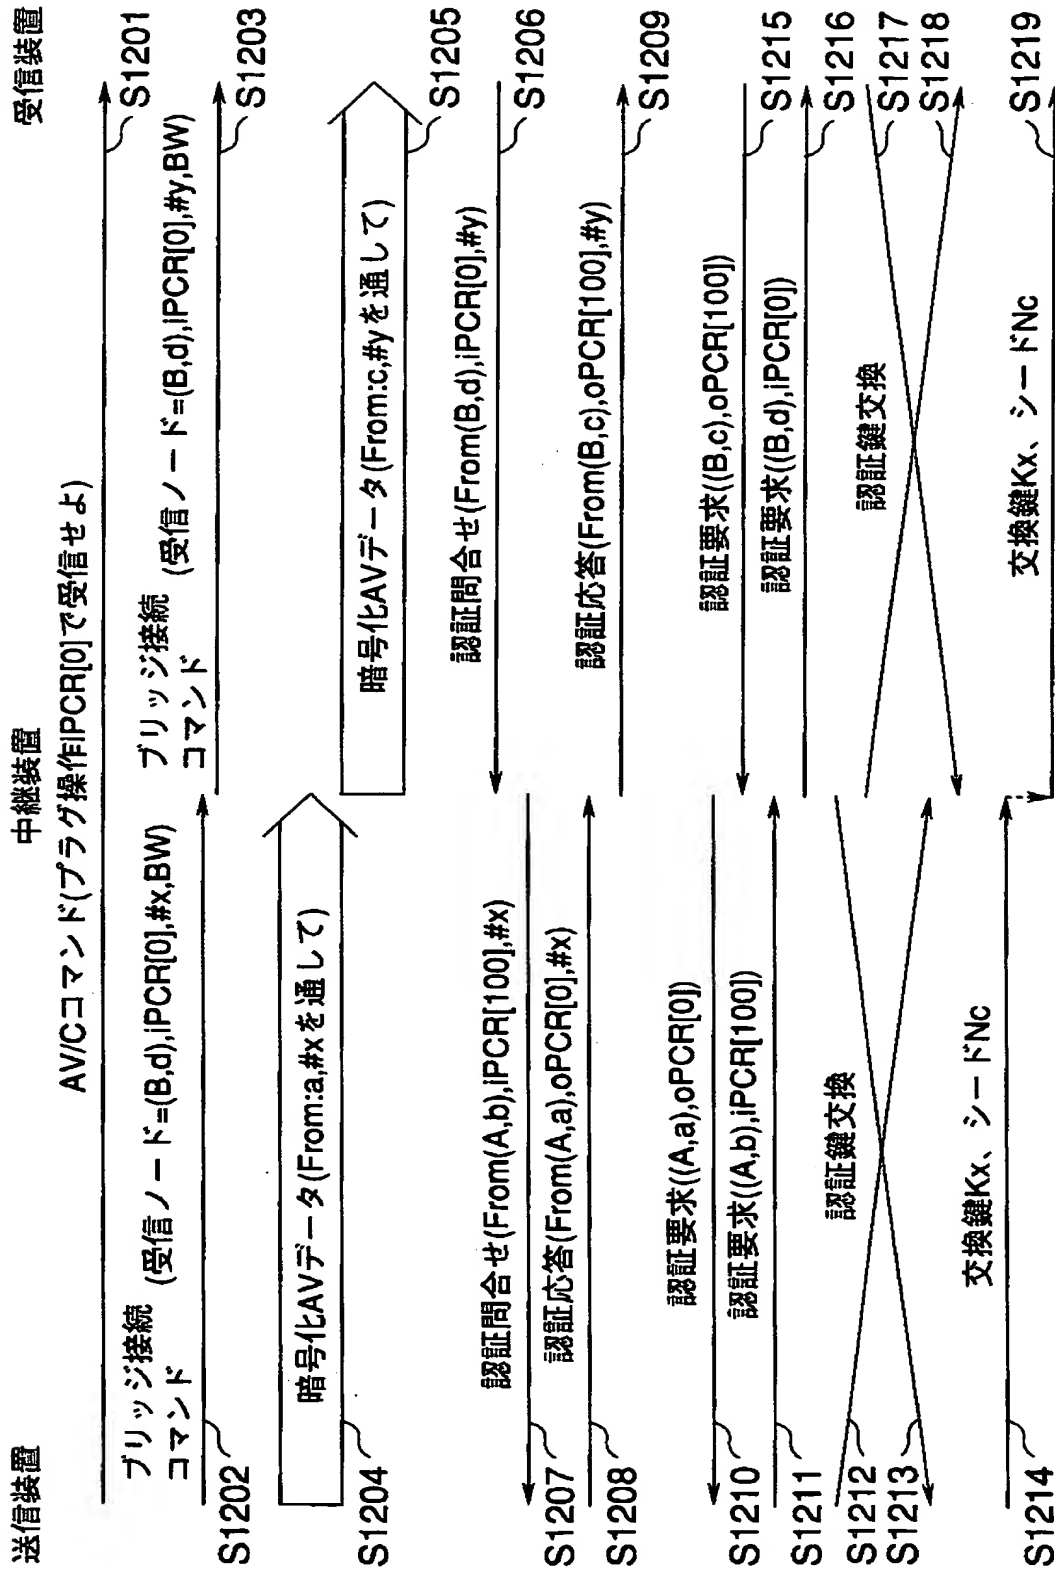 送信装置
中継装置
受信装置
AV/Cコマンド(プラグ操作iPCR[0]で受信せよ)
S1201
ブリッジ接続
コマンド
(受信ノード=(B,d),iPCR[0],#x,BW)
S1202
ブリッジ接続
コマンド
(受信ノード=(B,d),iPCR[0],#y,BW)
S1203
暗号化AVデータ(From:a,#xを通して)
S1204
暗号化AVデータ(From:c,#yを通して)
S1205
認証問合せ(From(B,d),iPCR[0],#y)
S1206
認証問合せ(From(A,b),iPCR[100],#x)
S1207
認証応答(From(A,a),oPCR[0],#x)
S1208
認証応答(From(B,c),oPCR[100],#y)
S1209
認証要求((A,a),oPCR[0])
S1210
認証要求((A,b),iPCR[100])
S1211
認証鍵交換
S1212
S1213
交換鍵Kx、シードNc
S1214
認証要求((B,c),oPCR[100])
S1215
認証要求((B,d),iPCR[0])
S1216
認証鍵交換
S1217
S1218
交換鍵Kx、シードNc
S1219